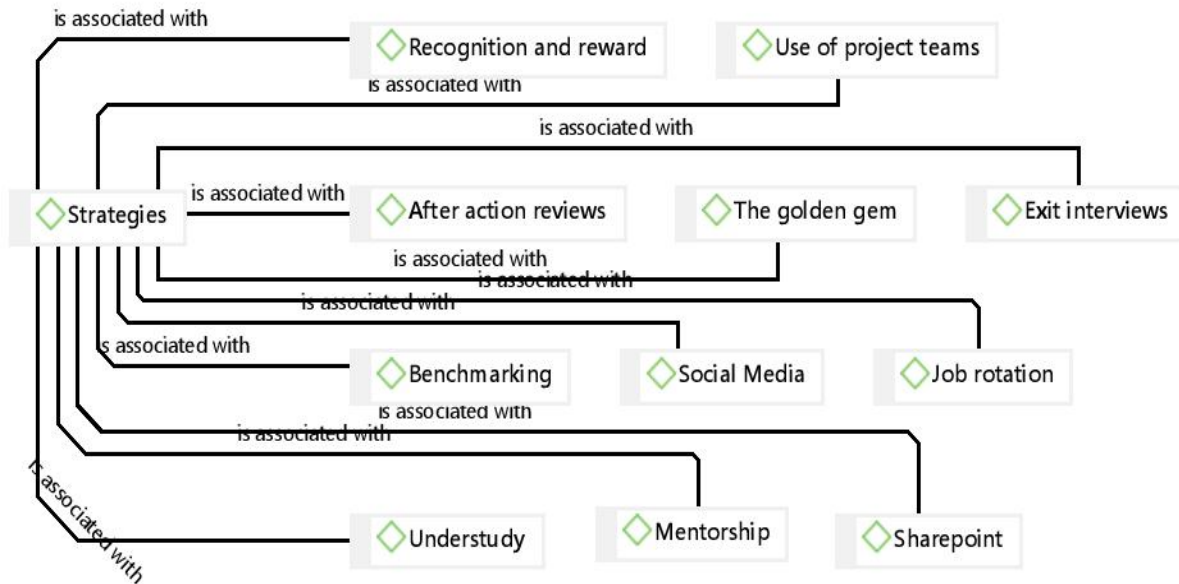 is associated with
Recognition and reward
Use of project teams
is associated with
is associated with
is associated with
Strategies
After action reviews
The golden gem
Exit interviews
is associated with
is associated with
is associated with
is associated with
Benchmarking
Social Media
Job rotation
is associated with
is associated with
is associated with
Understudy
Mentorship
Sharepoint